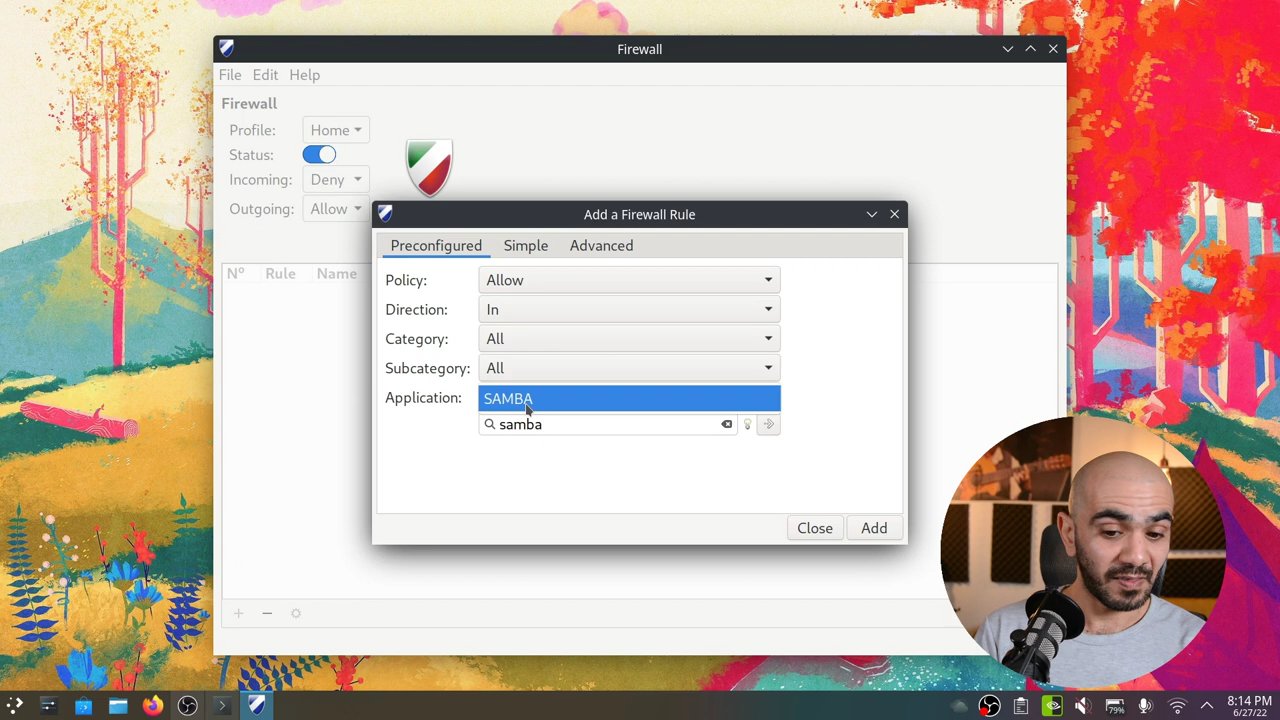 Firewall
File Edit Help
Firewall
Profile: Home
Status:
Incoming: Deny
Outgoing: Allow
Nº Rule Name
Add a Firewall Rule
Preconfigured Simple Advanced
Policy: Allow
Direction: In
Category: All
Subcategory: All
Application: SAMBA
samba
Close Add
79%
8:14 PM
6/27/22